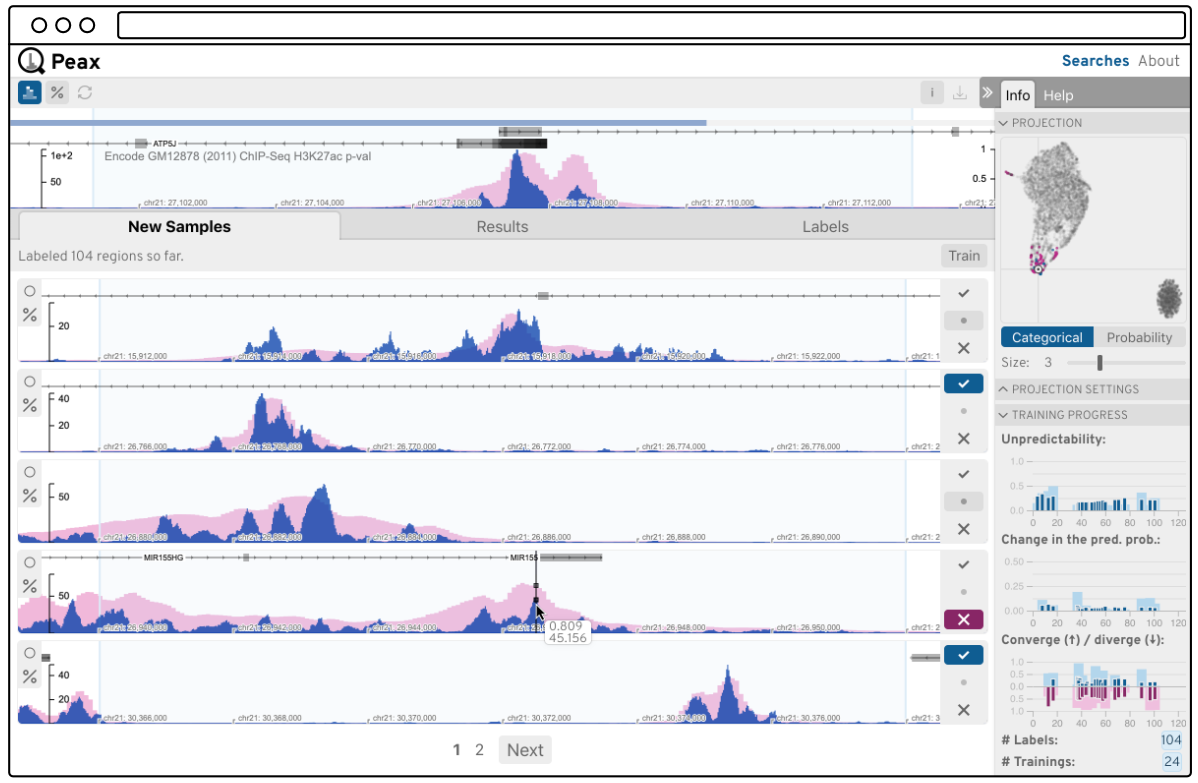 Peax
Searches About
% i Info Help
PROJECTION
ATP5J
1e+2 Encode GM12878 (2011) ChIP-Seq H3K27ac p-val 1
50 0.5
chr21: 27,102,000 chr21: 27,104,000 chr21: 27,106,000 chr21: 27,108,000 chr21: 27,110,000 chr21: 27,112,000 chr21: 2
New Samples Results Labels
Labeled 104 regions so far. Train
%
20
chr21: 15,912,000 chr21: 15,914,000 chr21: 15,916,000 chr21: 15,918,000 chr21: 15,920,000 chr21: 15,922,000 chr21: 1
Categorical Probability
Size: 3
%
40
20
chr21: 26,766,000 chr21: 26,768,000 chr21: 26,770,000 chr21: 26,772,000 chr21: 26,774,000 chr21: 26,776,000 chr21: 2
PROJECTION SETTINGS
TRAINING PROGRESS
Unpredictability:
1.0
0.5
0.0
0 20 40 60 80 100 120
%
50
chr21: 26,880,000 chr21: 26,882,000 chr21: 26,884,000 chr21: 26,886,000 chr21: 26,888,000 chr21: 26,890,000 chr21: 2
Change in the pred. prob.:
0.50
0.25
0.00
0 20 40 60 80 100 120
MIR155HG MIR155
%
50
chr21: 26,940,000 chr21: 26,942,000 chr21: 26,944,000 chr21: 26,948,000 chr21: 26,950,000 chr21: 2
0.809
45.156
Converge (↑) / diverge (↓):
1.0
0.5
0.0
0.5
1.0
0 20 40 60 80 100 120
%
40
20
chr21: 30,366,000 chr21: 30,368,000 chr21: 30,370,000 chr21: 30,372,000 chr21: 30,374,000 chr21: 30,376,000 chr21: 3
1 2 Next
# Labels: 104
# Trainings: 24